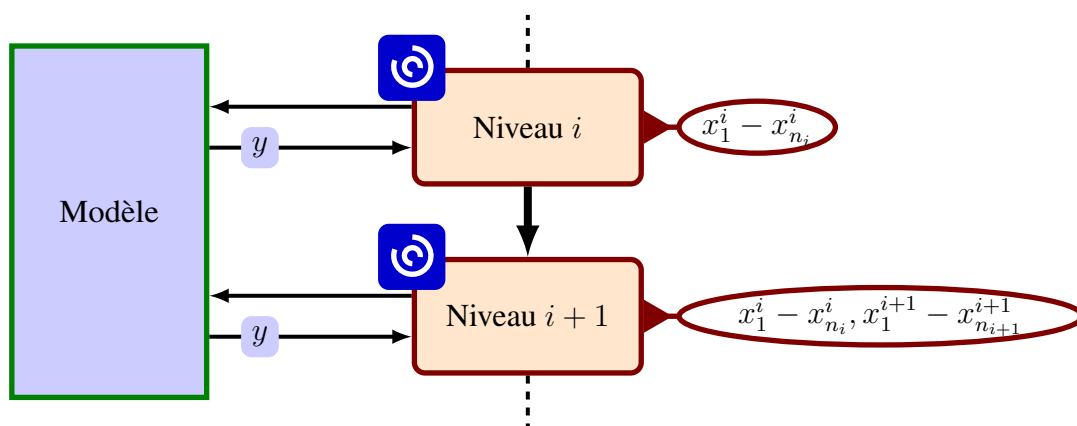 Niveau $i$
$x_1^i - x_{n_i}^i$
$y$
Modèle
Niveau $i+1$
$x_1^i - x_{n_i}^i, x_1^{i+1} - x_{n_{i+1}}^{i+1}$
$y$